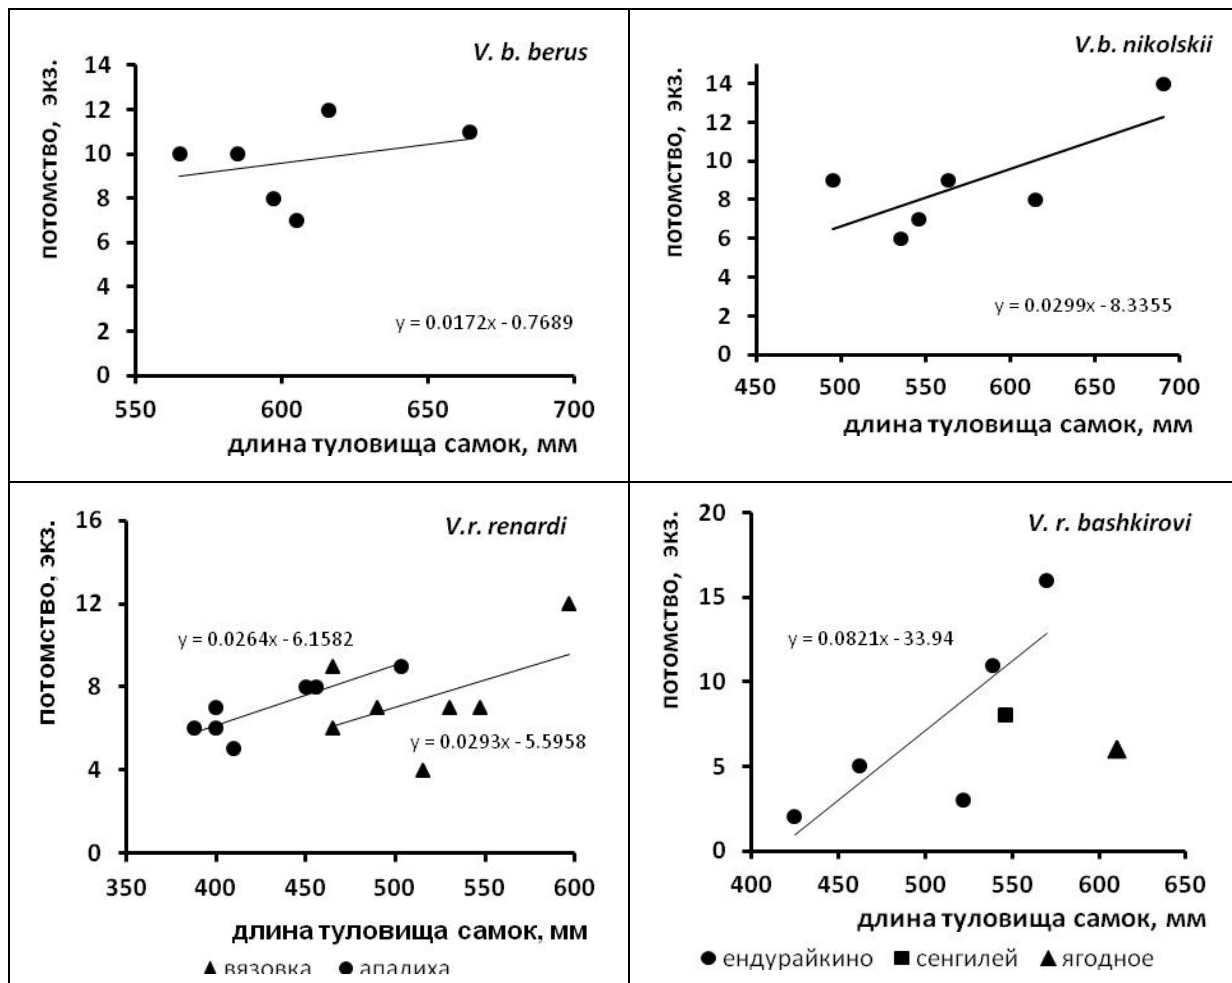 V. b. berus
потомство, экз.
14
12
10
8
6
4
2
0
y = 0.0172x - 0.7689
550 600 650 700
длина туловища самок, мм
V.b. nikolskii
потомство, экз.
14
12
10
8
6
4
2
0
y = 0.0299x - 8.3355
450 500 550 600 650 700
длина туловища самок, мм
V.r. renardi
потомство, экз.
16
12
8
4
0
y = 0.0264x - 6.1582
y = 0.0293x - 5.5958
350 400 450 500 550 600
длина туловища самок, мм
вязовка апалиха
V. r. bashkirovi
потомство, экз.
20
15
10
5
0
y = 0.0821x - 33.94
400 450 500 550 600 650
длина туловища самок, мм
ендурайкино сенгилей ягодное